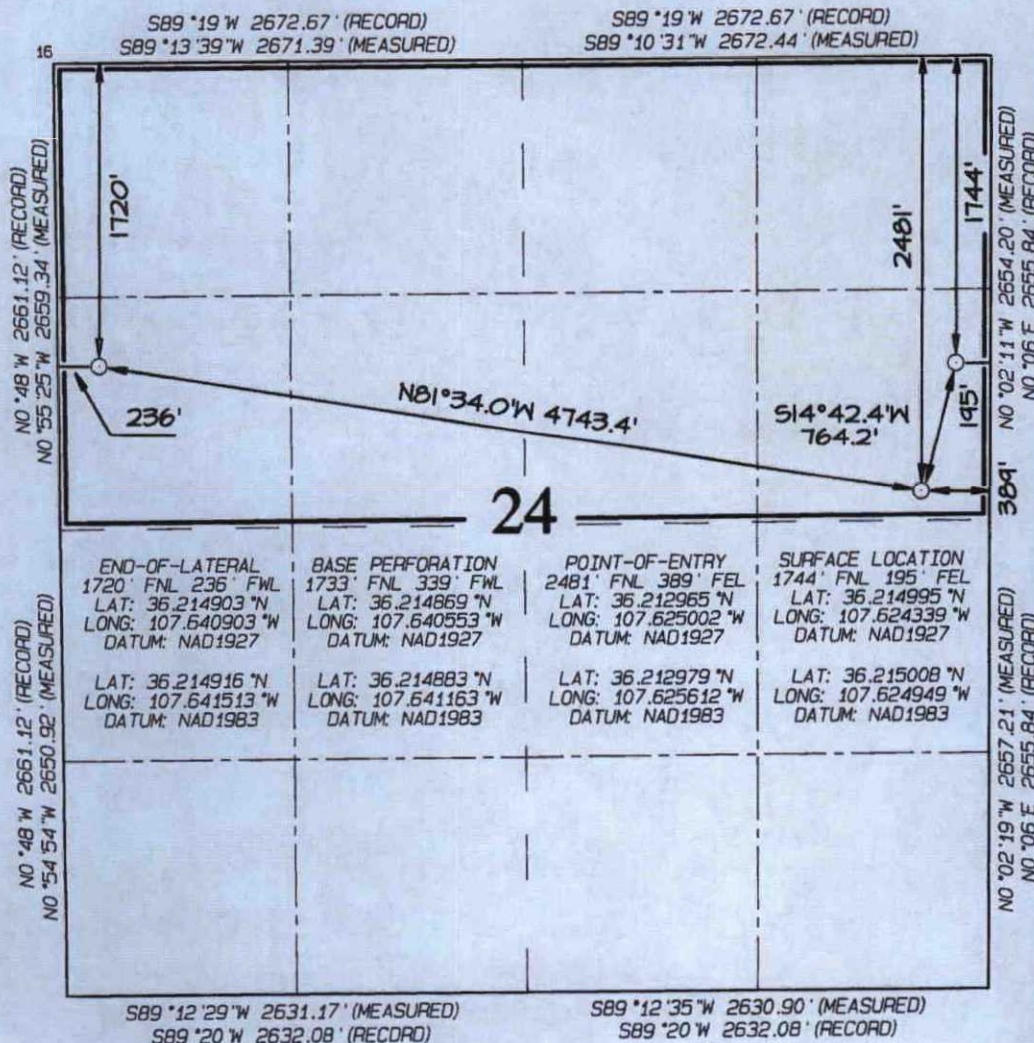 S89°19'W 2672.67' (RECORD)
S89°13'39"W 2671.39' (MEASURED)
S89°19'W 2672.67' (RECORD)
S89°10'31"W 2672.44' (MEASURED)
16
N0°48'W 2661.12' (RECORD)
N0°55'25"W 2659.34' (MEASURED)
1720'
2481'
1744'
N0°02'11"W 2654.20' (MEASURED)
N0°06'E 2655.84' (RECORD)
236'
N81°34.0'W 4743.4'
S14°42.4'W
764.2'
195'
389'
24
END-OF-LATERAL
1720' FNL 236' FWL
LAT: 36.214903 °N
LONG: 107.640903 °W
DATUM: NAD1927
LAT: 36.214916 °N
LONG: 107.641513 °W
DATUM: NAD1983
BASE PERFORATION
1733' FNL 339' FWL
LAT: 36.214869 °N
LONG: 107.640553 °W
DATUM: NAD1927
LAT: 36.214883 °N
LONG: 107.641163 °W
DATUM: NAD1983
POINT-OF-ENTRY
2481' FNL 389' FEL
LAT: 36.212965 °N
LONG: 107.625002 °W
DATUM: NAD1927
LAT: 36.212979 °N
LONG: 107.625612 °W
DATUM: NAD1983
SURFACE LOCATION
1744' FNL 195' FEL
LAT: 36.214995 °N
LONG: 107.624339 °W
DATUM: NAD1927
LAT: 36.215008 °N
LONG: 107.624949 °W
DATUM: NAD1983
N0°48'W 2661.12' (RECORD)
N0°54'54"W 2650.92' (MEASURED)
N0°02'19"W 2657.21' (MEASURED)
N0°06'E 2655.84' (RECORD)
S89°12'29"W 2631.17' (MEASURED)
S89°20'W 2632.08' (RECORD)
S89°12'35"W 2630.90' (MEASURED)
S89°20'W 2632.08' (RECORD)